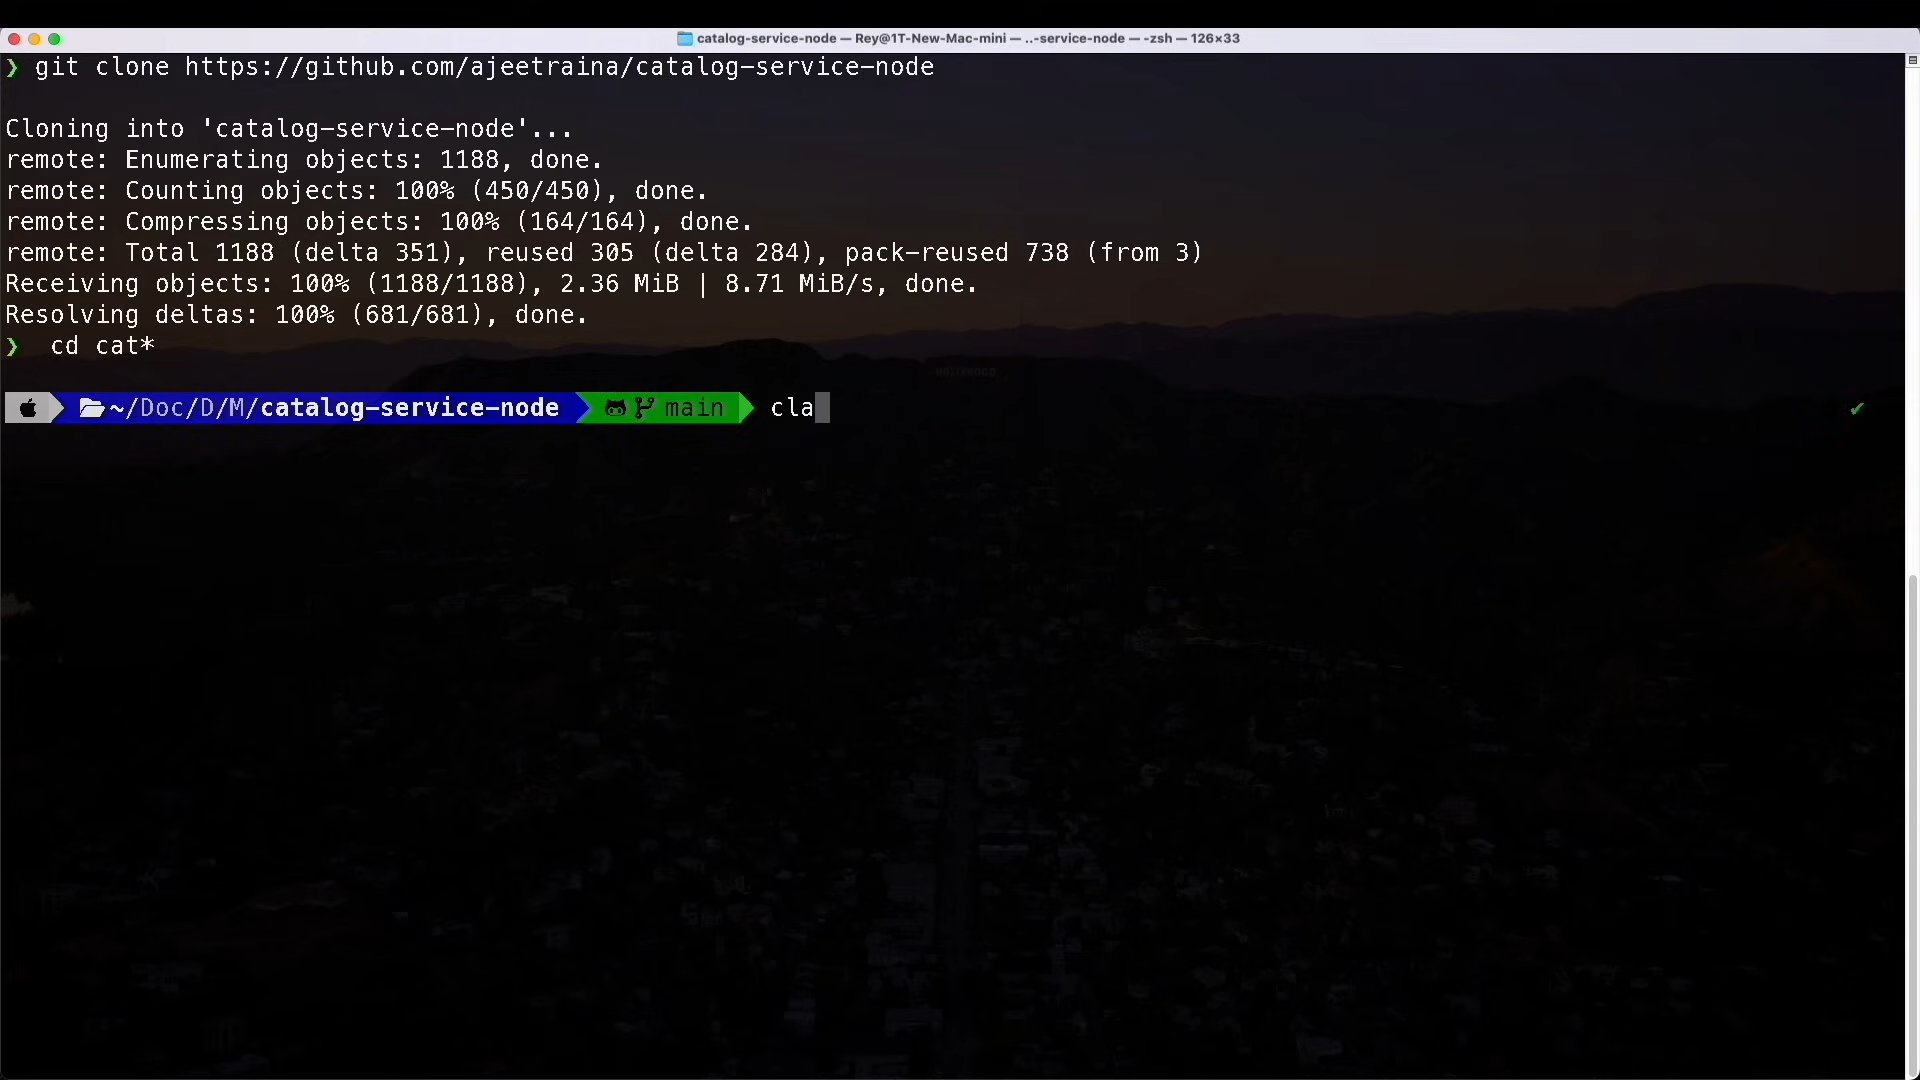 catalog-service-node — Rey@1T-New-Mac-mini — ..-service-node — -zsh — 126×33
❯ git clone https://github.com/ajeetraina/catalog-service-node
Cloning into 'catalog-service-node'...
remote: Enumerating objects: 1188, done.
remote: Counting objects: 100% (450/450), done.
remote: Compressing objects: 100% (164/164), done.
remote: Total 1188 (delta 351), reused 305 (delta 284), pack-reused 738 (from 3)
Receiving objects: 100% (1188/1188), 2.36 MiB | 8.71 MiB/s, done.
Resolving deltas: 100% (681/681), done.
❯ cd cat*
~/Doc/D/M/catalog-service-node main cla ✔